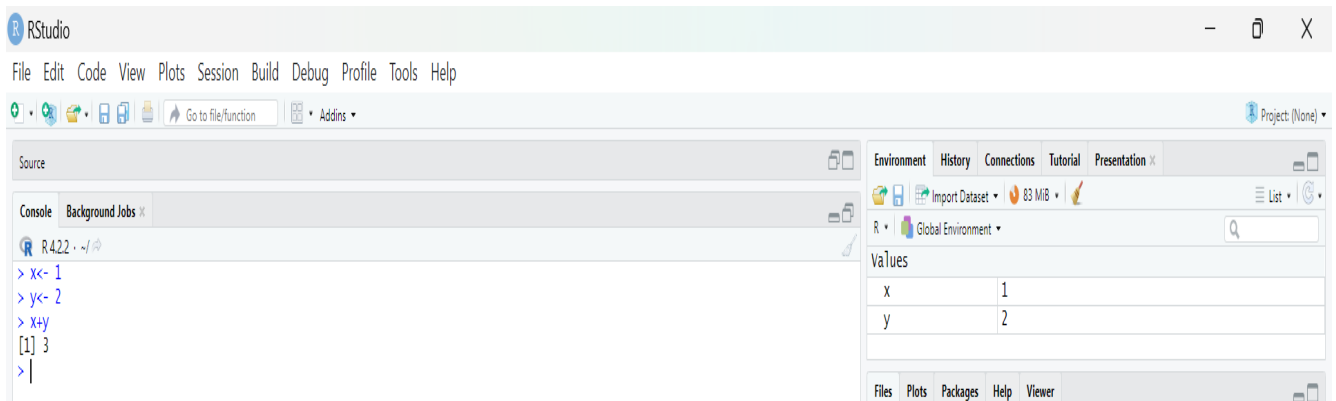 RStudio
File Edit Code View Plots Session Build Debug Profile Tools Help
Go to file/function Addins Project: (None)
Source
Console Background Jobs
R 4.2.2 · ~/
> x<- 1
> y<- 2
> x+y
[1] 3
>
Environment History Connections Tutorial Presentation
Import Dataset 83 MiB List
R Global Environment
Values
x 1
y 2
Files Plots Packages Help Viewer